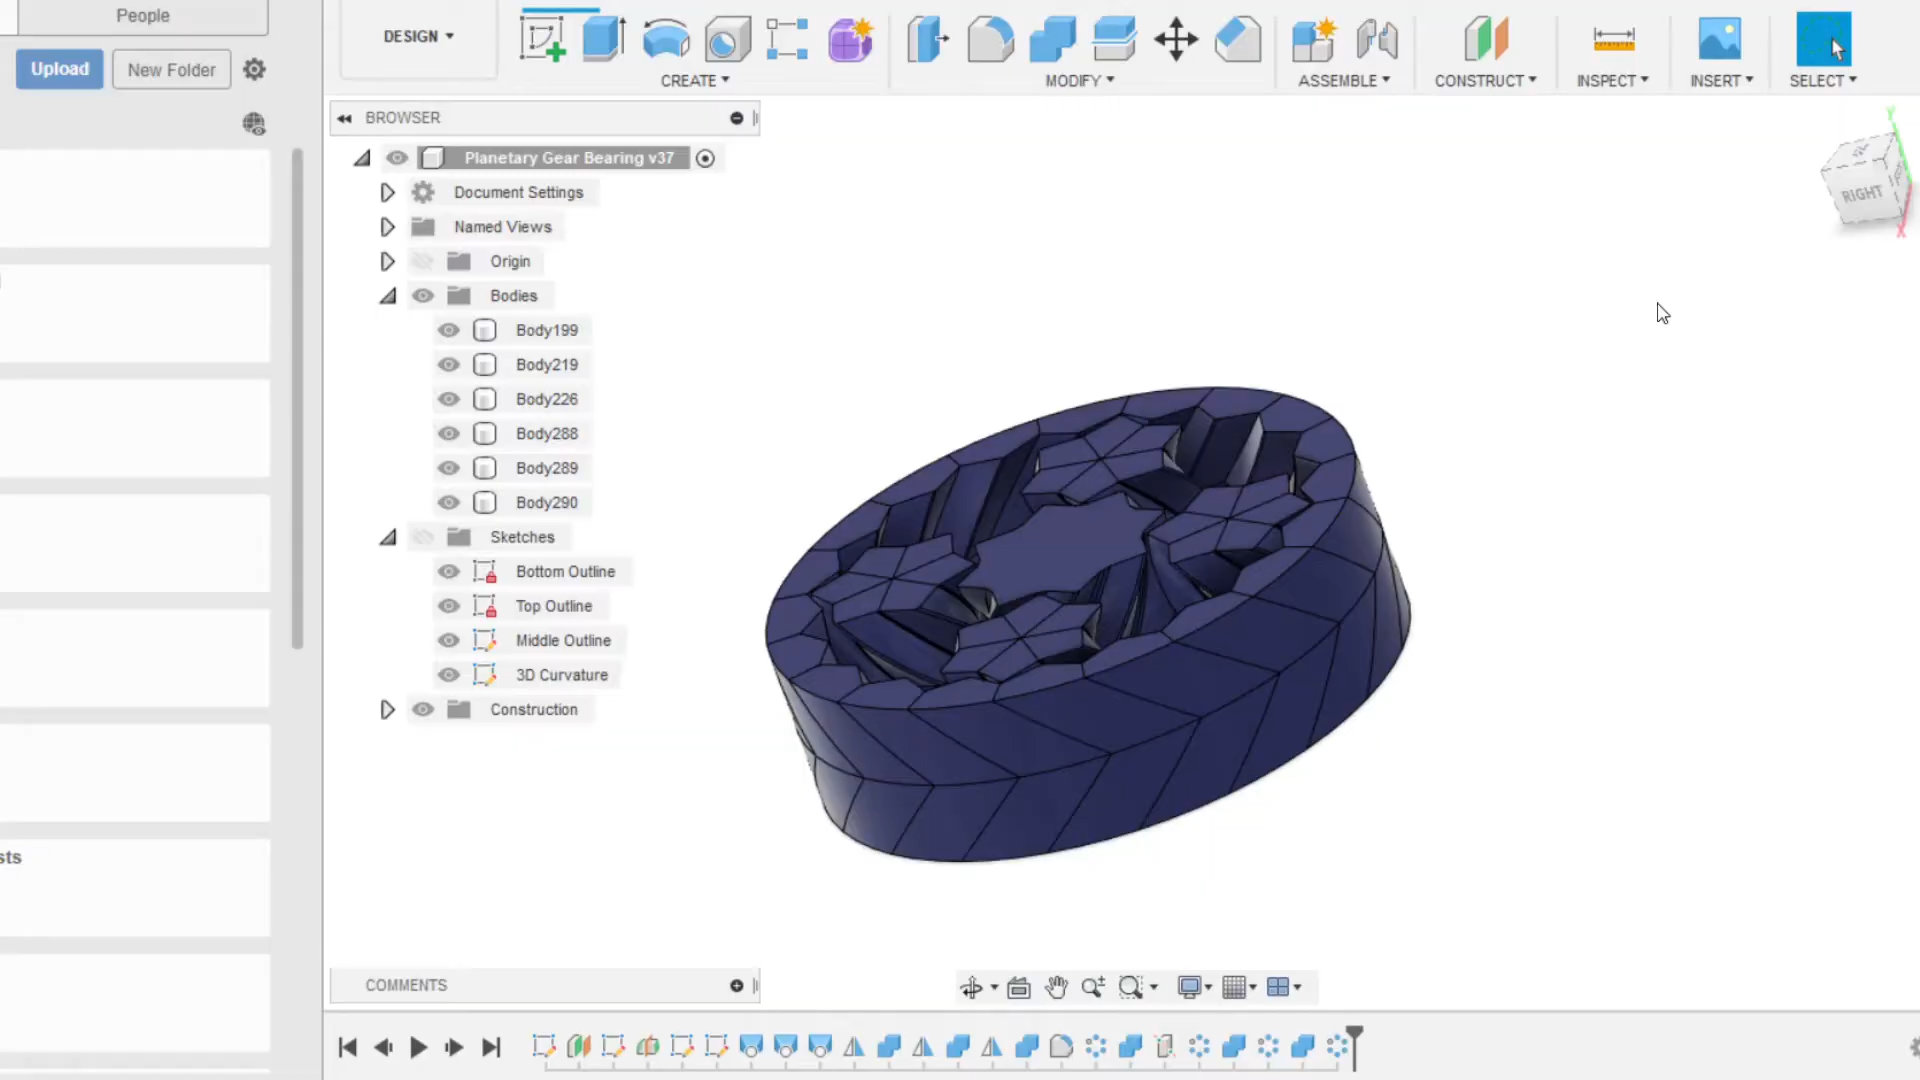 People
Upload
New Folder
sts
DESIGN
CREATE
MODIFY
ASSEMBLE
CONSTRUCT
INSPECT
INSERT
SELECT
BROWSER
Planetary Gear Bearing v37
Document Settings
Named Views
Origin
Bodies
Body199
Body219
Body226
Body288
Body289
Body290
Sketches
Bottom Outline
Top Outline
Middle Outline
3D Curvature
Construction
RIGHT
Y
X
COMMENTS